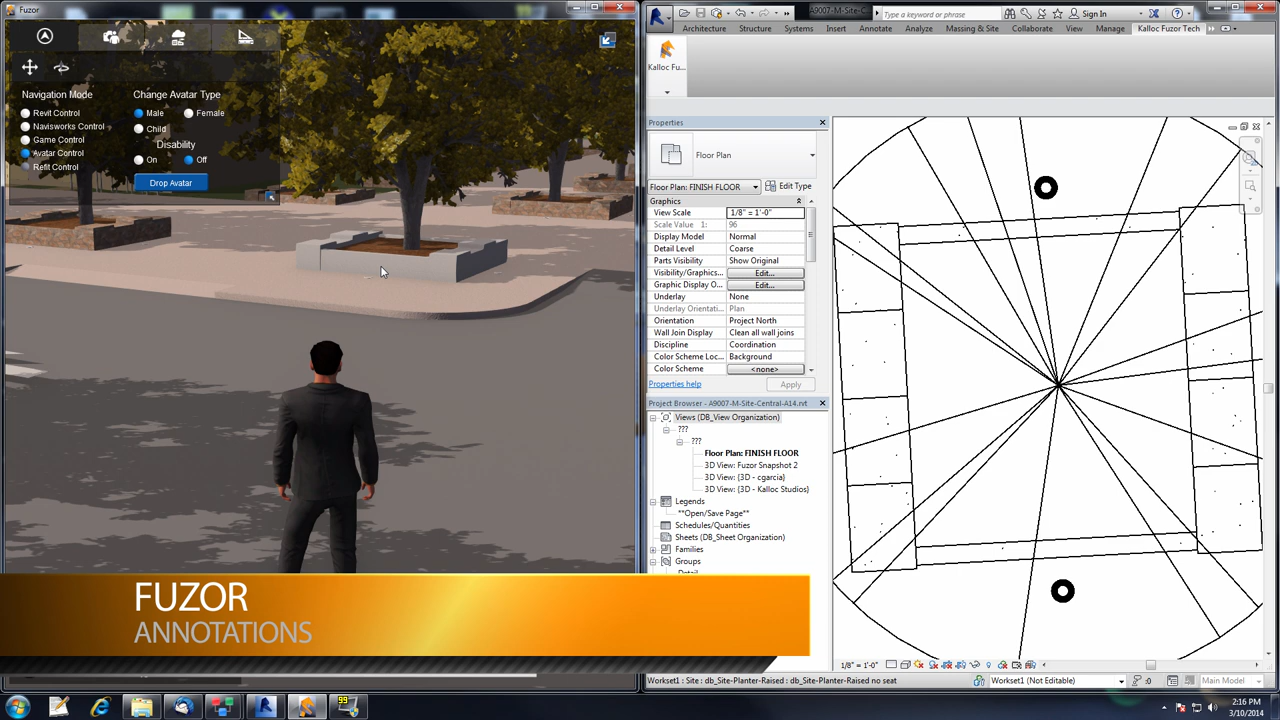 Fuzor
Navigation Mode
Revit Control
Navisworks Control
Game Control
Avatar Control
Refit Control
Change Avatar Type
Male
Female
Child
Disability
On
Off
Drop Avatar
FUZOR
ANNOTATIONS
A9007-M-Site-C
Type a keyword or phrase
Sign In
Architecture
Structure
Systems
Insert
Annotate
Analyze
Massing & Site
Collaborate
View
Manage
Kalloc Fuzor Tech
Kalloc Fu...
Properties
Floor Plan
Floor Plan: FINISH FLOOR
Edit Type
Graphics
View Scale 1/8" = 1'-0"
Scale Value 1: 96
Display Model Normal
Detail Level Coarse
Parts Visibility Show Original
Visibility/Graphics... Edit...
Graphic Display O... Edit...
Underlay None
Underlay Orientati... Plan
Orientation Project North
Wall Join Display Clean all wall joins
Discipline Coordination
Color Scheme Loc... Background
Color Scheme <none>
Properties help
Apply
Project Browser - A9007-M-Site-Central-A14.rvt
Views (DB_View Organization)
???
???
Floor Plan: FINISH FLOOR
3D View: Fuzor Snapshot 2
3D View: {3D - cgarcia}
3D View: {3D - Kalloc Studios}
Legends
**Open/Save Page**
Schedules/Quantities
Sheets (DB_Sheet Organization)
Families
Groups
Detail
1/8" = 1'-0"
Workset1 : Site : db_Site-Planter-Raised : db_Site-Planter-Raised no seat
Workset1 (Not Editable)
:0
Main Model
99
2:16 PM
3/10/2014